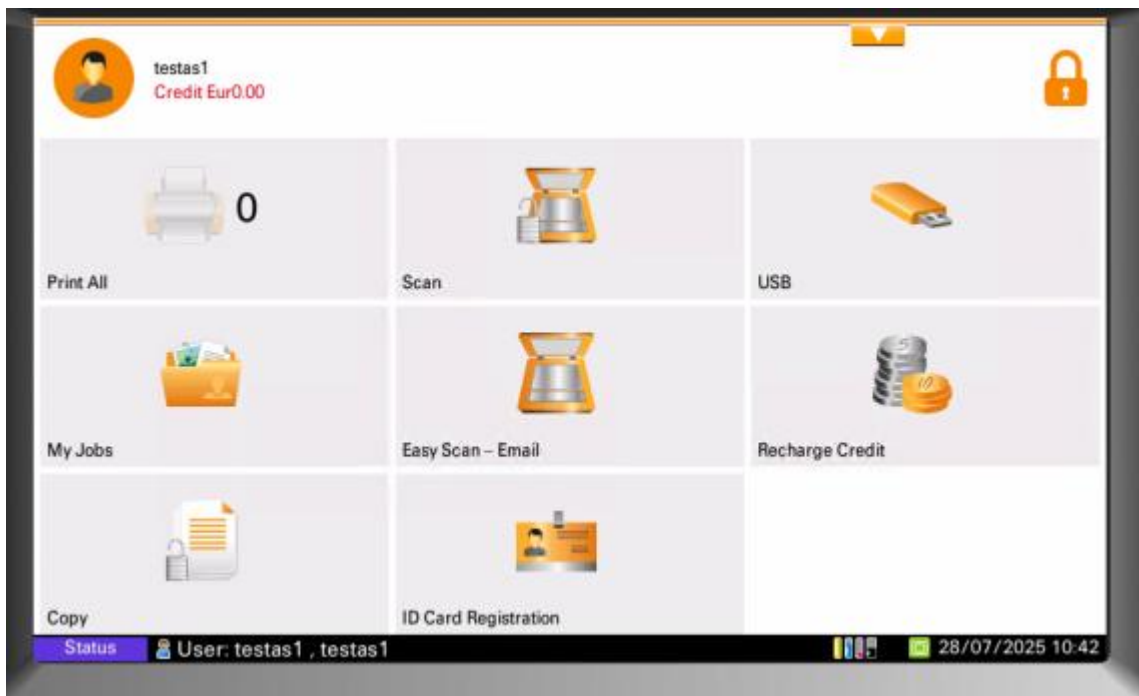 testas1
Credit Eur0.00
0
Print All
Scan
USB
My Jobs
Easy Scan – Email
Recharge Credit
Copy
ID Card Registration
Status
User: testas1 , testas1
28/07/2025 10:42